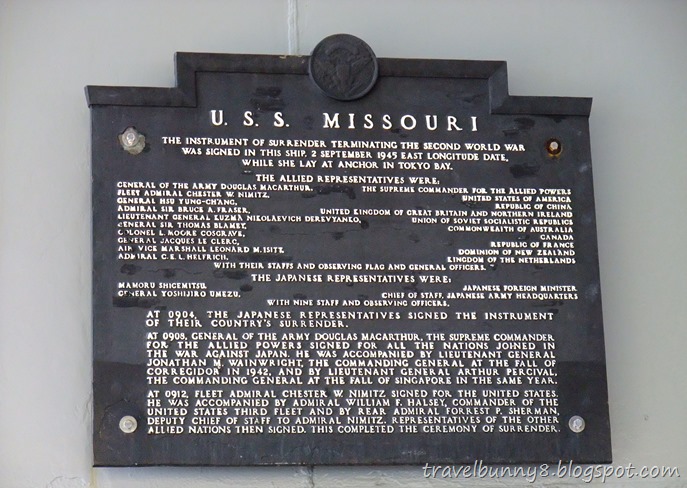 U. S. S. MISSOURI
THE INSTRUMENT OF SURRENDER TERMINATING THE SECOND WORLD WAR
WAS SIGNED IN THIS SHIP, 2 SEPTEMBER 1945 EAST LONGITUDE DATE,
WHILE SHE LAY AT ANCHOR IN TOKYO BAY.
THE ALLIED REPRESENTATIVES WERE:
GENERAL OF THE ARMY DOUGLAS MACARTHUR, THE SUPREME COMMANDER FOR THE ALLIED POWERS
FLEET ADMIRAL CHESTER W. NIMITZ, UNITED STATES OF AMERICA
GENERAL HSU YUNG-CHANG, REPUBLIC OF CHINA
ADMIRAL SIR BRUCE A. FRASER, UNITED KINGDOM OF GREAT BRITAIN AND NORTHERN IRELAND
LIEUTENANT GENERAL KUZMA NIKOLAEVICH DEREVYANKO, UNION OF SOVIET SOCIALISTIC REPUBLICS
GENERAL SIR THOMAS BLAMEY, COMMONWEALTH OF AUSTRALIA
COLONEL L. MOORE COSGRAVE, CANADA
GENERAL JACQUES LE CLERC, REPUBLIC OF FRANCE
AIR VICE MARSHALL LEONARD M. ISITT, DOMINION OF NEW ZEALAND
ADMIRAL C.E.L. HELFRICH, KINGDOM OF THE NETHERLANDS
WITH THEIR STAFFS AND OBSERVING FLAG AND GENERAL OFFICERS.
THE JAPANESE REPRESENTATIVES WERE:
MAMORU SHIGEMITSU, JAPANESE FOREIGN MINISTER
GENERAL YOSHIJIRO UMEZU, CHIEF OF STAFF, JAPANESE ARMY HEADQUARTERS
WITH NINE STAFF AND OBSERVING OFFICERS.
AT 0904, THE JAPANESE REPRESENTATIVES SIGNED THE INSTRUMENT
OF THEIR COUNTRY'S SURRENDER.
AT 0908, GENERAL OF THE ARMY DOUGLAS MACARTHUR, THE SUPREME COMMANDER
FOR THE ALLIED POWERS SIGNED FOR ALL THE NATIONS JOINED IN
THE WAR AGAINST JAPAN. HE WAS ACCOMPANIED BY LIEUTENANT GENERAL
JONATHAN M. WAINWRIGHT, THE COMMANDING GENERAL AT THE FALL OF
CORREGIDOR IN 1942, AND BY LIEUTENANT GENERAL ARTHUR PERCIVAL,
THE COMMANDING GENERAL AT THE FALL OF SINGAPORE IN THE SAME YEAR.
AT 0912, FLEET ADMIRAL CHESTER W. NIMITZ SIGNED FOR THE UNITED STATES.
HE WAS ACCOMPANIED BY ADMIRAL WILLIAM F. HALSEY, COMMANDER OF THE
UNITED STATES THIRD FLEET AND BY REAR ADMIRAL FORREST P. SHERMAN,
DEPUTY CHIEF OF STAFF TO ADMIRAL NIMITZ. REPRESENTATIVES OF THE OTHER
ALLIED NATIONS THEN SIGNED. THIS COMPLETED THE CEREMONY OF SURRENDER.
travelbunny8.blogspot.com